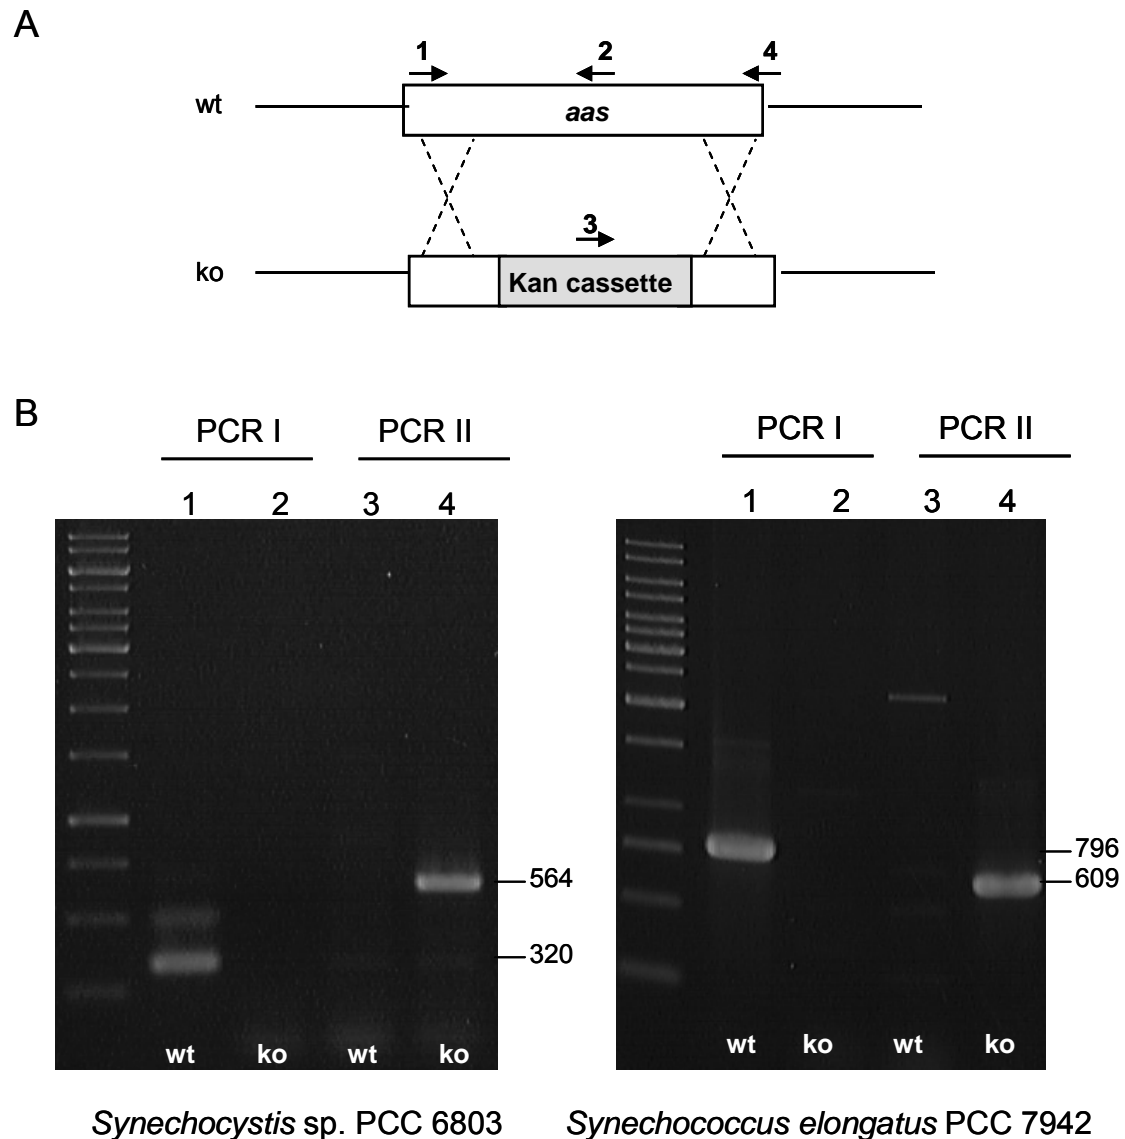 A
1 2 4
wt aas
3
ko Kan cassette
B
PCR I PCR II
1 2 3 4
564
320
wt ko wt ko
Synechocystis sp. PCC 6803
PCR I PCR II
1 2 3 4
796
609
wt ko wt ko
Synechococcus elongatus PCC 7942